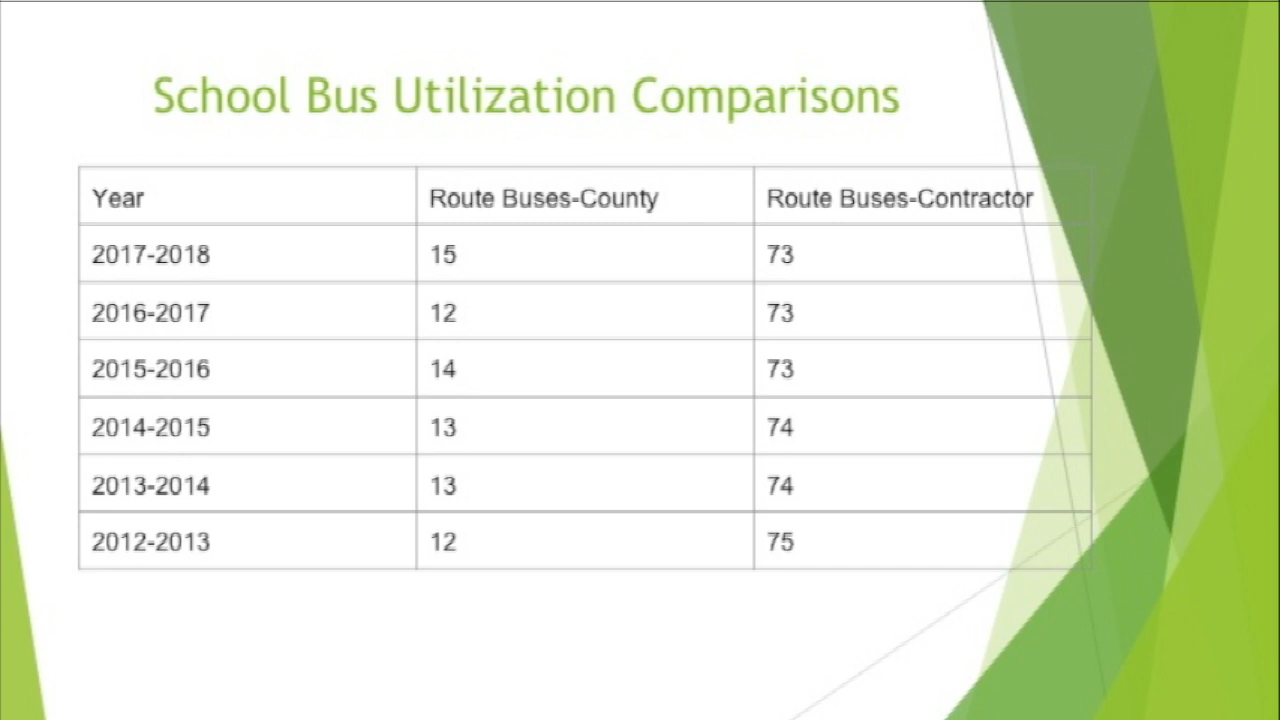 School Bus Utilization Comparisons
Year Route Buses-County Route Buses-Contractor
2017-2018 15 73
2016-2017 12 73
2015-2016 14 73
2014-2015 13 74
2013-2014 13 74
2012-2013 12 75